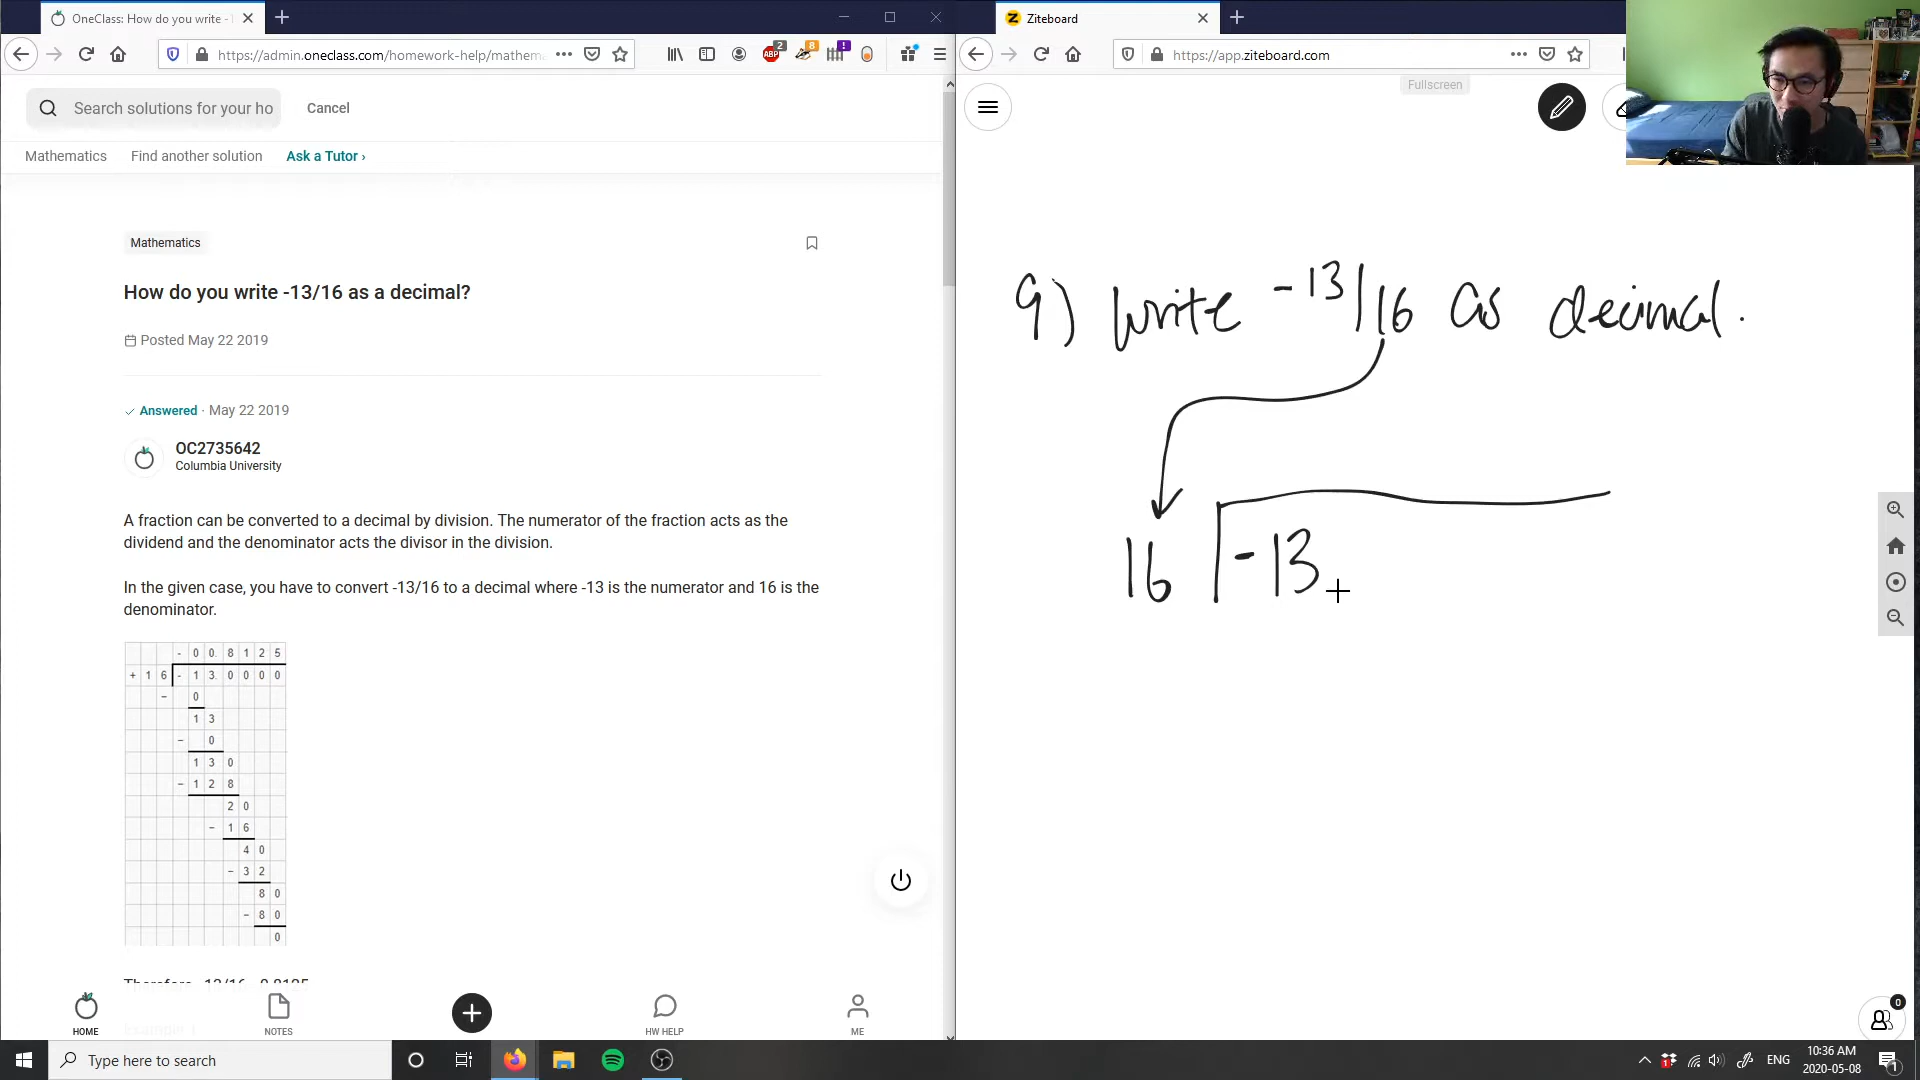 OneClass: How do you write -
Ziteboard
https://admin.oneclass.com/homework-help/mathema
2
8
1
https://app.ziteboard.com
Fullscreen
Search solutions for your ho
Cancel
Mathematics
Find another solution
Ask a Tutor ›
Mathematics
How do you write -13/16 as a decimal?
Posted May 22 2019
Answered · May 22 2019
OC2735642
Columbia University
A fraction can be converted to a decimal by division. The numerator of the fraction acts as the
dividend and the denominator acts the divisor in the division.
In the given case, you have to convert -13/16 to a decimal where -13 is the numerator and 16 is the
denominator.
- 0 0. 8 1 2 5
+ 1 6 - 1 3. 0 0 0 0
- 0
1 3
- 0
1 3 0
- 1 2 8
2 0
- 1 6
4 0
- 3 2
8 0
- 8 0
0
HOME
NOTES
HW HELP
ME
9) Write -13/16 as decimal.
16 -13
0
Type here to search
ENG
10:36 AM
2020-05-08
1